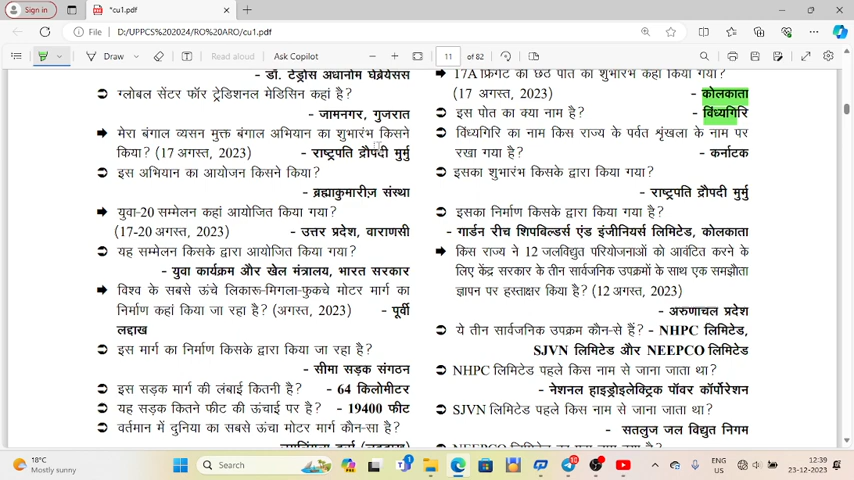 Sign in
*cu1.pdf
File
D:/UPPCS%202024/RO%20ARO/cu1.pdf
Draw
Read aloud
Ask Copilot
11 of 82
- डॉ. टेड्रोस अधानोम घेब्रेयेसस
ग्लोबल सेंटर फॉर ट्रेडिशनल मेडिसिन कहां है?
- जामनगर, गुजरात
मेरा बंगाल व्यसन मुक्त बंगाल अभियान का शुभारंभ किसने
किया? (17 अगस्त, 2023) - राष्ट्रपति द्रौपदी मुर्मु
इस अभियान का आयोजन किसने किया?
- ब्रह्माकुमारीज़ संस्था
युवा-20 सम्मेलन कहां आयोजित किया गया?
(17-20 अगस्त, 2023) - उत्तर प्रदेश, वाराणसी
यह सम्मेलन किसके द्वारा आयोजित किया गया?
- युवा कार्यक्रम और खेल मंत्रालय, भारत सरकार
विश्व के सबसे ऊंचे लिकारू-मिगला-फुकचे मोटर मार्ग का
निर्माण कहां किया जा रहा है? (अगस्त, 2023) - पूर्वी
लद्दाख
इस मार्ग का निर्माण किसके द्वारा किया जा रहा है?
- सीमा सड़क संगठन
इस सड़क मार्ग की लंबाई कितनी है? - 64 किलोमीटर
यह सड़क कितने फीट की ऊंचाई पर है? - 19400 फीट
वर्तमान में दुनिया का सबसे ऊंचा मोटर मार्ग कौन-सा है?
17A फ्रिगेट के छठे पोत का शुभारंभ कहां किया गया?
(17 अगस्त, 2023) - कोलकाता
इस पोत का क्या नाम है? - विंध्यगिरि
विंध्यगिरि का नाम किस राज्य के पर्वत शृंखला के नाम पर
रखा गया है? - कर्नाटक
इसका शुभारंभ किसके द्वारा किया गया?
- राष्ट्रपति द्रौपदी मुर्मु
इसका निर्माण किसके द्वारा किया गया है?
- गार्डन रीच शिपबिल्डर्स एंड इंजीनियर्स लिमिटेड, कोलकाता
किस राज्य ने 12 जलविद्युत परियोजनाओं को आवंटित करने के
लिए केंद्र सरकार के तीन सार्वजनिक उपक्रमों के साथ एक समझौता
ज्ञापन पर हस्ताक्षर किया है? (12 अगस्त, 2023)
- अरुणाचल प्रदेश
ये तीन सार्वजनिक उपक्रम कौन-से हैं? - NHPC लिमिटेड,
SJVN लिमिटेड और NEEPCO लिमिटेड
NHPC लिमिटेड पहले किस नाम से जाना जाता था?
- नेशनल हाइड्रोइलेक्ट्रिक पॉवर कॉर्पोरेशन
SJVN लिमिटेड पहले किस नाम से जाना जाता था?
- सतलुज जल विद्युत निगम
18°C
Mostly sunny
Search
ENG
US
12:39
23-12-2023